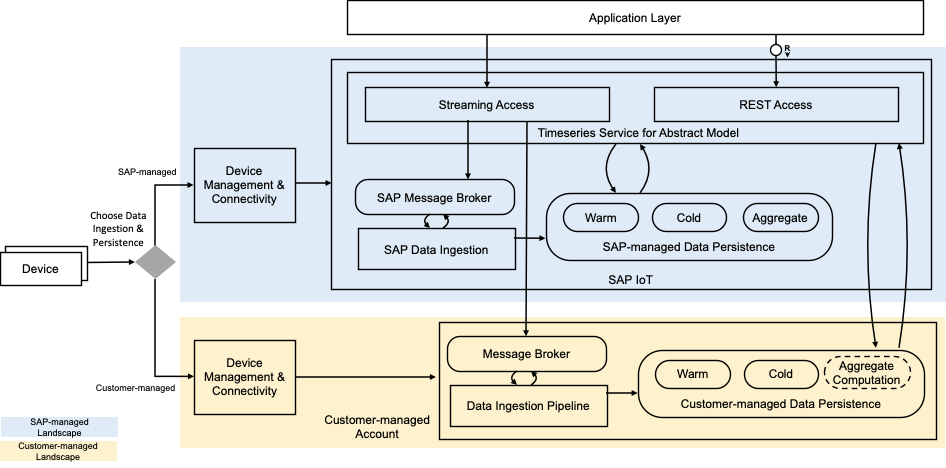 Application Layer
R
Streaming Access
REST Access
Timeseries Service for Abstract Model
SAP-managed
Device
Management &
Connectivity
SAP Message Broker
Warm
Cold
Aggregate
Choose Data
Ingestion &
Persistence
SAP Data Ingestion
SAP-managed Data Persistence
Device
SAP IoT
Device
Management &
Connectivity
Message Broker
Warm
Cold
Aggregate
Computation
Customer-managed
Data Ingestion Pipeline
Customer-managed Data Persistence
Customer-managed
Account
SAP-managed
Landscape
Customer-managed
Landscape